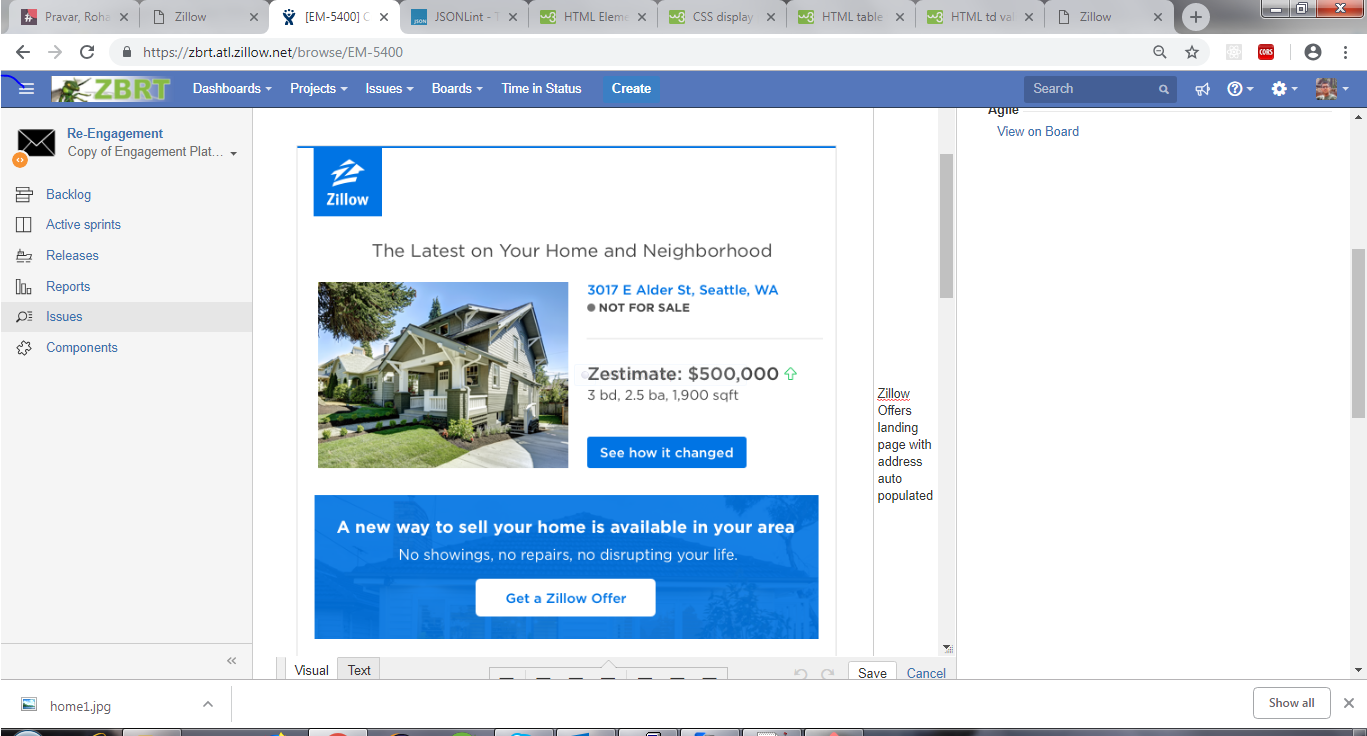 Pravar, Roha
Zillow
[EM-5400] C
JSONLint - T
HTML Eleme
CSS display
HTML table
HTML td val
Zillow
https://zbrt.atl.zillow.net/browse/EM-5400
CORS
ZBRT
Dashboards
Projects
Issues
Boards
Time in Status
Create
Search
Re-Engagement
Copy of Engagement Plat...
Backlog
Active sprints
Releases
Reports
Issues
Components
Zillow
The Latest on Your Home and Neighborhood
3017 E Alder St, Seattle, WA
NOT FOR SALE
Zestimate: $500,000
3 bd, 2.5 ba, 1,900 sqft
See how it changed
A new way to sell your home is available in your area
No showings, no repairs, no disrupting your life.
Get a Zillow Offer
Zillow
Offers
landing
page with
address
auto
populated
Agile
View on Board
Visual
Text
Save
Cancel
home1.jpg
Show all